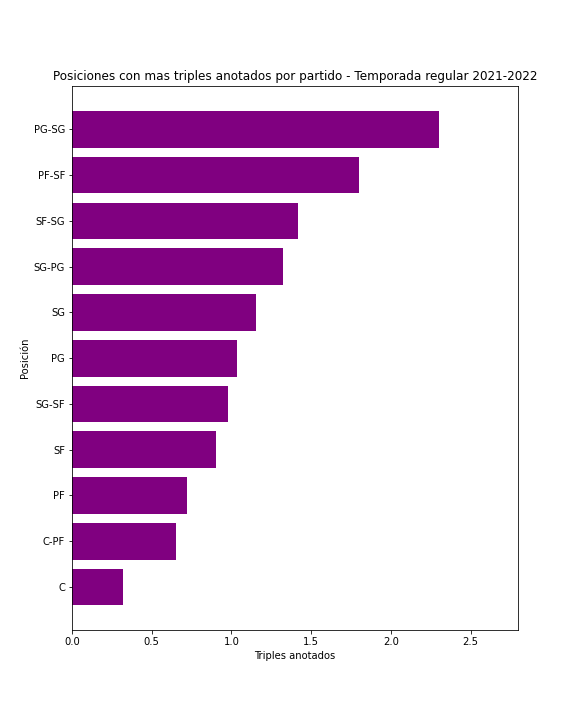 Posiciones con mas triples anotados por partido - Temporada regular 2021-2022
PG-SG
PF-SF
SF-SG
SG-PG
SG
PG
SG-SF
SF
PF
C-PF
C
Posición
0.0 0.5 1.0 1.5 2.0 2.5
Triples anotados